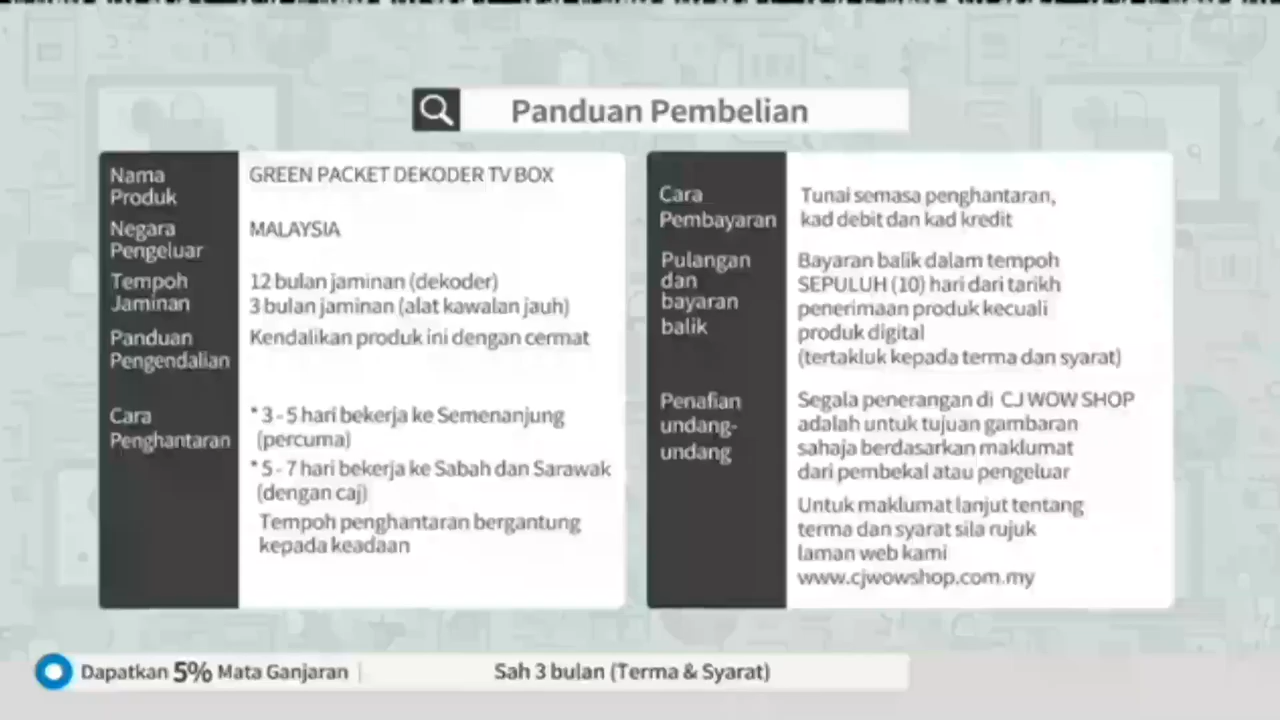 Panduan Pembelian
Nama
Produk
GREEN PACKET DEKODER TV BOX
Negara
Pengeluar
MALAYSIA
Tempoh
Jaminan
12 bulan jaminan (dekoder)
3 bulan jaminan (alat kawalan jauh)
Panduan
Pengendalian
Kendalikan produk ini dengan cermat
Cara
Penghantaran
* 3 - 5 hari bekerja ke Semenanjung
(percuma)
* 5 - 7 hari bekerja ke Sabah dan Sarawak
(dengan caj)
Tempoh penghantaran bergantung
kepada keadaan
Cara
Pembayaran
Tunai semasa penghantaran,
kad debit dan kad kredit
Pulangan
dan
bayaran
balik
Bayaran balik dalam tempoh
SEPULUH (10) hari dari tarikh
penerimaan produk kecuali
produk digital
(tertakluk kepada terma dan syarat)
Penafian
undang-
undang
Segala penerangan di CJ WOW SHOP
adalah untuk tujuan gambaran
sahaja berdasarkan maklumat
dari pembekal atau pengeluar
Untuk maklumat lanjut tentang
terma dan syarat sila rujuk
laman web kami
www.cjwowshop.com.my
Dapatkan 5% Mata Ganjaran | Sah 3 bulan (Terma & Syarat)